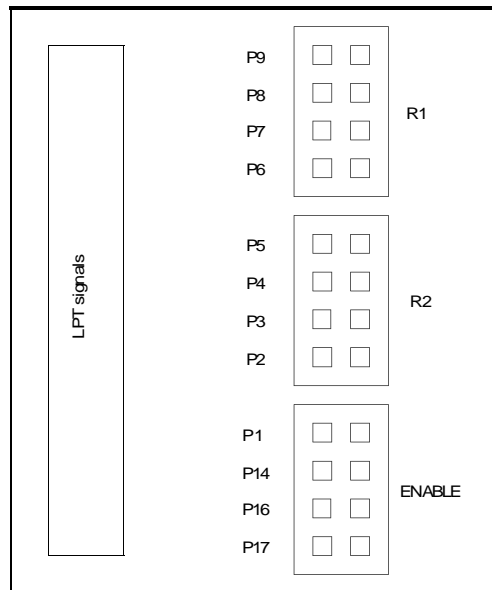 LPT signals
P9
P8
P7
P6
R1
P5
P4
P3
P2
R2
P1
P14
P16
P17
ENABLE